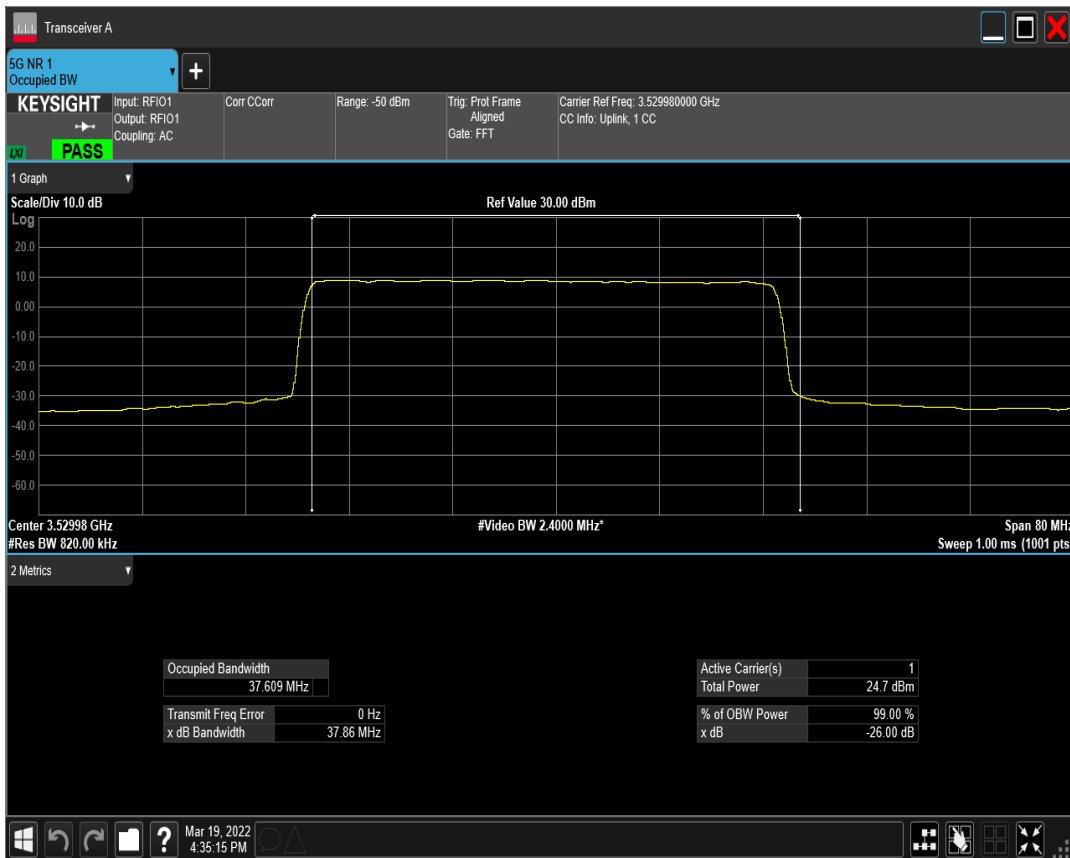 Transceiver A
5G NR 1
Occupied BW
+
KEYSIGHT
LXI
PASS
Input: RFIO1
Output: RFIO1
Coupling: AC
Corr CCorr
Range: -50 dBm
Trig: Prot Frame
Aligned
Gate: FFT
Carrier Ref Freq: 3.529980000 GHz
CC Info: Uplink, 1 CC
1 Graph
Scale/Div 10.0 dB
Ref Value 30.00 dBm
Log
20.0
10.0
0.00
-10.0
-20.0
-30.0
-40.0
-50.0
-60.0
Center 3.52998 GHz
#Video BW 2.4000 MHz*
Span 80 MHz
#Res BW 820.00 kHz
Sweep 1.00 ms (1001 pts
2 Metrics
Occupied Bandwidth
37.609 MHz
Active Carrier(s) 1
Total Power 24.7 dBm
Transmit Freq Error 0 Hz
% of OBW Power 99.00 %
x dB Bandwidth 37.86 MHz
x dB -26.00 dB
?
Mar 19, 2022
4:35:15 PM